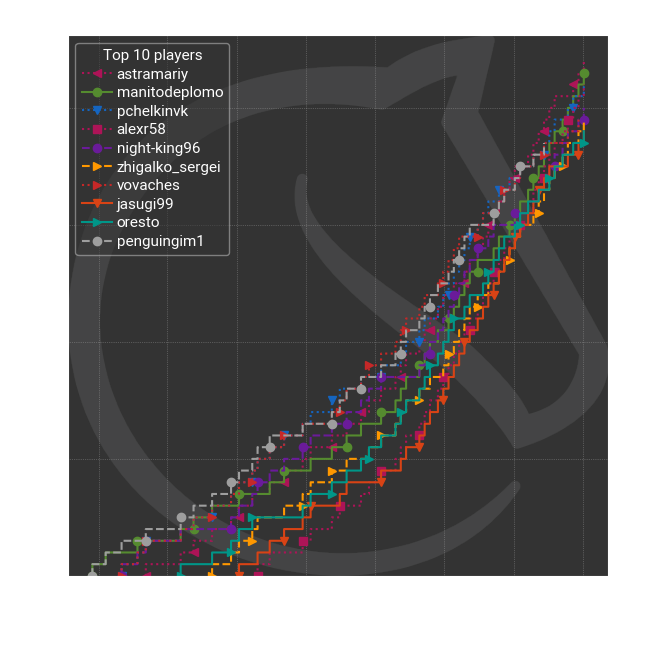 Top 10 players
astramariy
manitodeplomo
pchelkinvk
alexr58
night-king96
zhigalko_sergei
vovaches
jasugi99
oresto
penguingim1